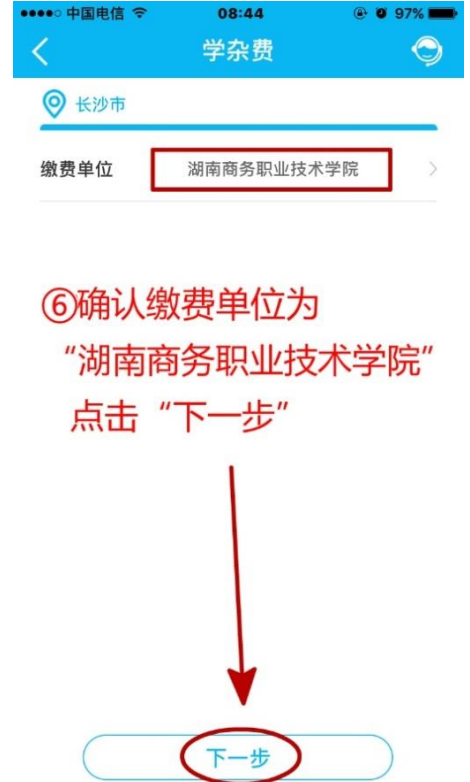 中国电信 08:44 97%
学杂费
长沙市
缴费单位 湖南商务职业技术学院
⑥确认缴费单位为
“湖南商务职业技术学院”
点击“下一步”
下一步